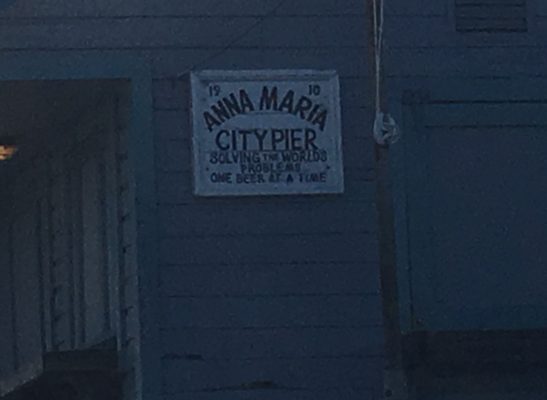 19 10
ANNA MARIA
CITY PIER
SOLVING THE WORLDS
PROBLEMS
ONE BEER AT A TIME